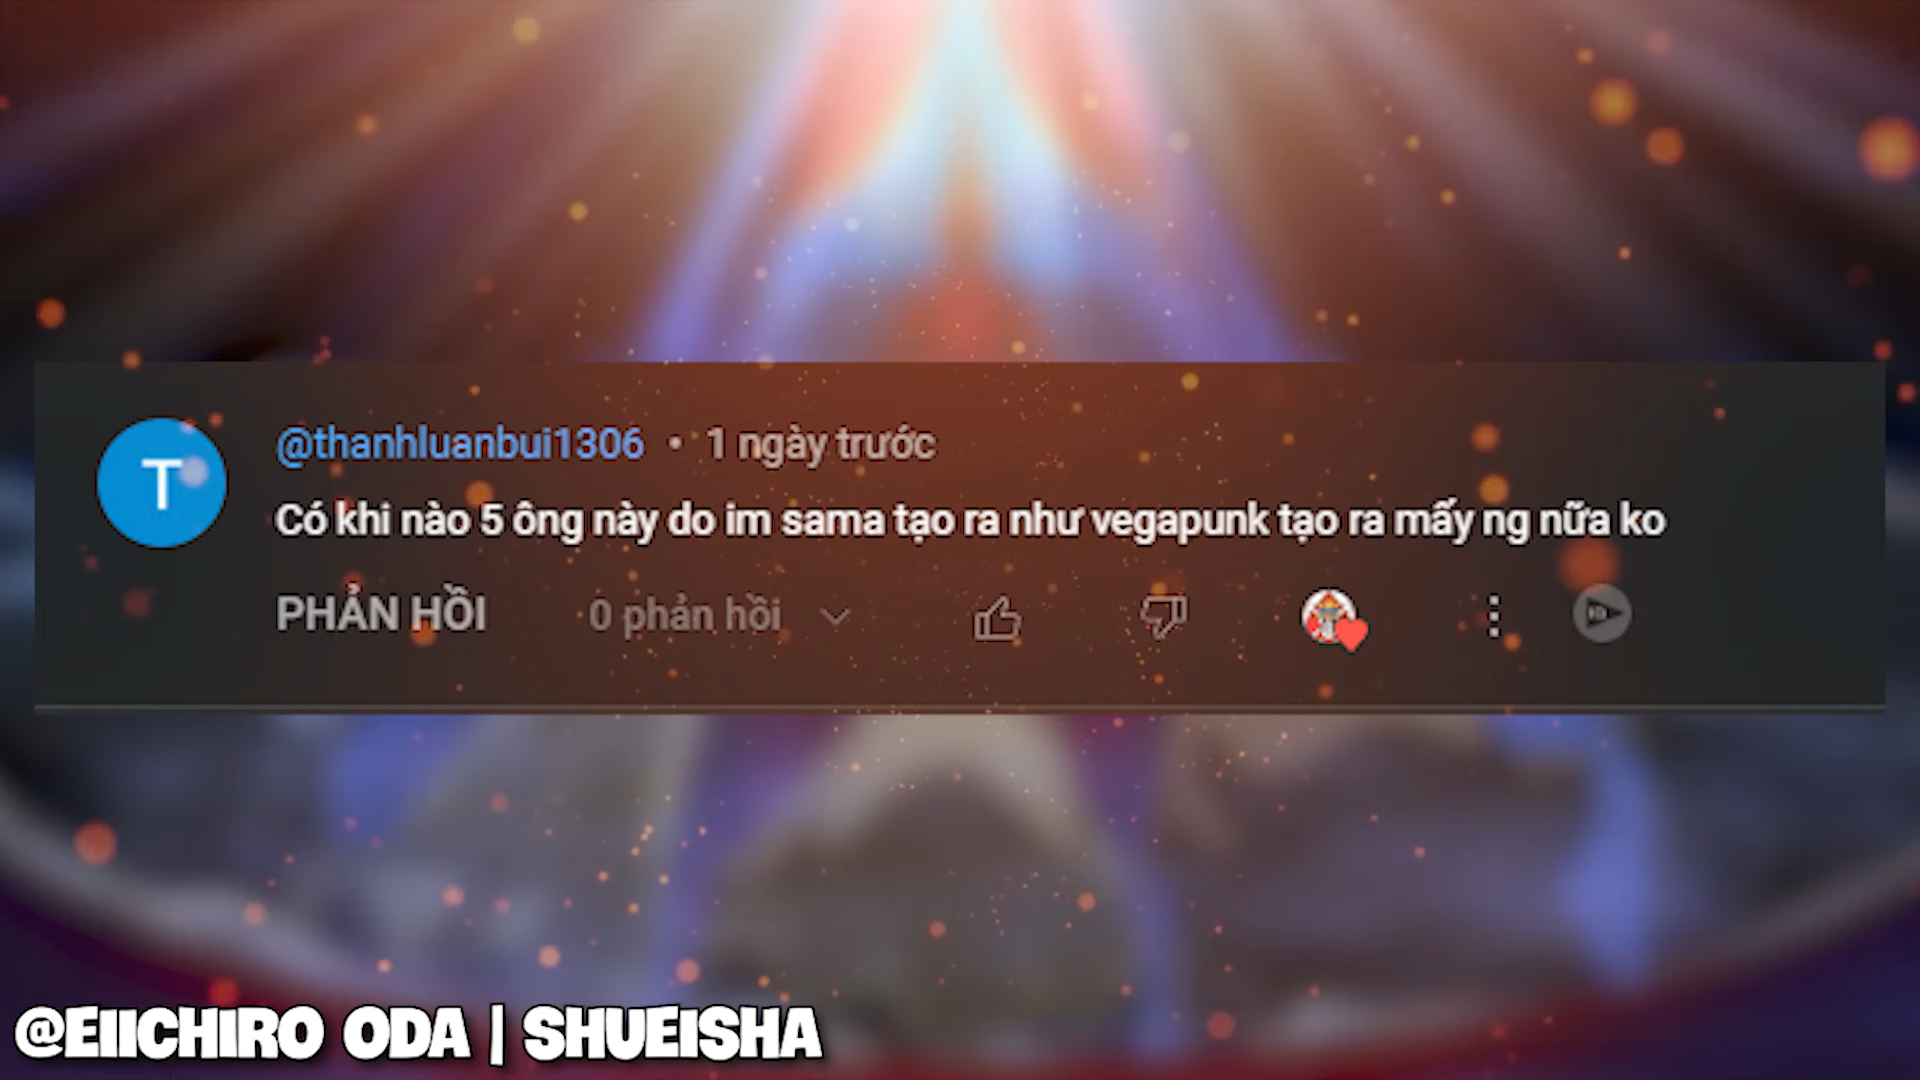 T
@thanhluanbui1306 • 1 ngày trước
Có khi nào 5 ông này do im sama tạo ra như vegapunk tạo ra mấy ng nữa ko
PHẢN HỒI 0 phản hồi
@EIICHIRO ODA | SHUEISHA